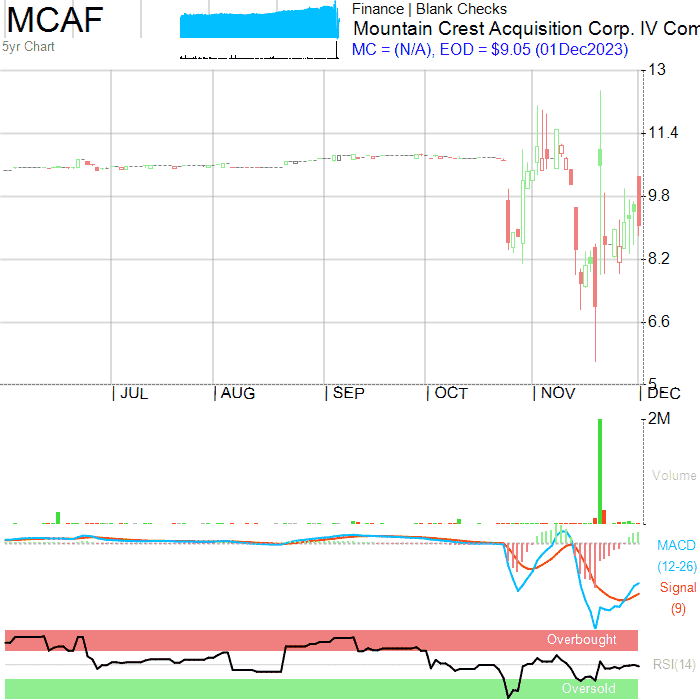 MCAF
5yr Chart
Finance | Blank Checks
Mountain Crest Acquisition Corp. IV Com
MC = (N/A), EOD = $9.05 (01Dec2023)
13
11.4
9.8
8.2
6.6
5
| JUL | AUG | SEP | OCT | NOV | DEC
2M
Volume
MACD
(12-26)
Signal
(9)
Overbought
RSI(14)
Oversold